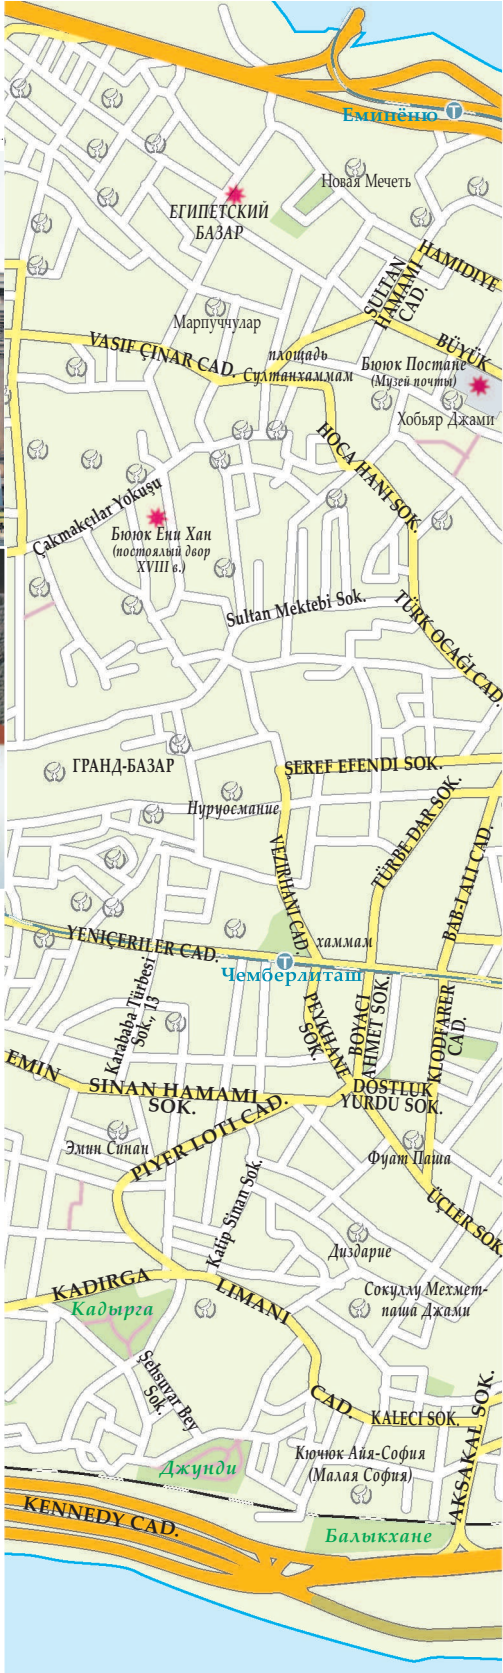 Еминёню
T
Новая Мечеть
ЕГИПЕТСКИЙ
БАЗАР
HAMIDIYE
SULTAN
HAMAMI
CAD.
Марпуччулар
VASIF ÇINAR CAD.
площадь
Султанхаммам
BÜYÜK
Бююк Постане
(Музей почты)
Хобьяр Джами
HOCA HANI SOK.
Çakmakcılar Yokuşu
Бююк Ени Хан
(постоялый двор
XVIII в.)
Sultan Mektebi Sok.
TÜRK OCAĞI CAD.
ГРАНД-БАЗАР
ŞEREF EFENDI SOK.
Нуруосмание
TÜRBE DAR SOK.
VEZIRHANI CAD.
BAB-I ALI CAD.
YENIÇERILER CAD.
хаммам
T
Чемберлиташ
Karababa Türbesi
Sok., 13
PEYKHANE
SOK.
BOYACI
AHMET SOK.
KLODFARER
CAD.
EMIN
SINAN HAMAMI
SOK.
DOSTLUK
YURDU SOK.
PIYER LOTI CAD.
Эмин Синан
Фуат Паша
Katip Sinan Sok.
ÜÇLER SOK.
Диздарие
KADIRGA
LIMANI
Сокуллу Мехмет-
паша Джами
Кадырга
Şehsuvar Bey
Sok.
CAD.
KALECI SOK.
AKSAKAL SOK.
Кючюк Айя-София
(Малая София)
Джунди
KENNEDY CAD.
Балыкхане